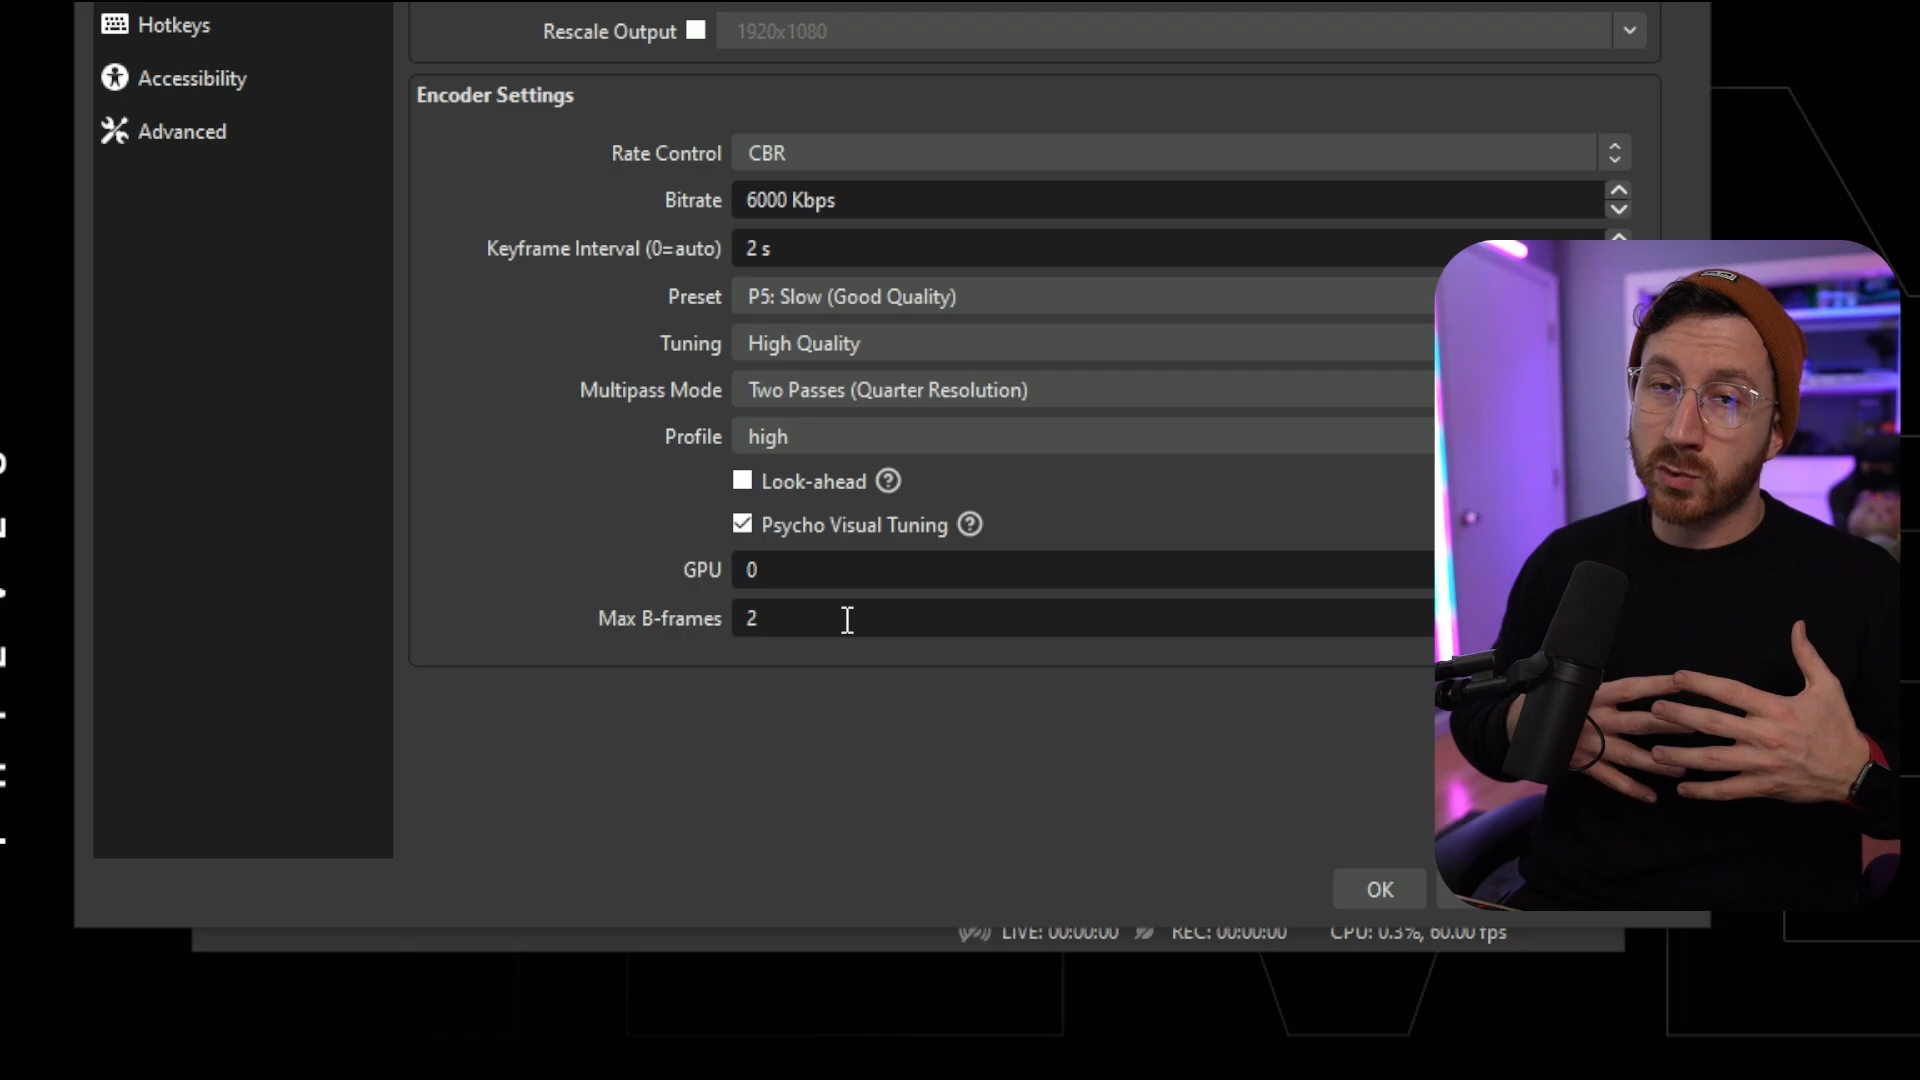 Hotkeys
Rescale Output 1920x1080
Accessibility
Encoder Settings
Advanced
Rate Control CBR
Bitrate 6000 Kbps
Keyframe Interval (0=auto) 2 s
Preset P5: Slow (Good Quality)
Tuning High Quality
Multipass Mode Two Passes (Quarter Resolution)
Profile high
Look-ahead
Psycho Visual Tuning
GPU 0
Max B-frames 2
OK
LIVE: 00:00:00 REC: 00:00:00 CPU: 0.3%, 60.00 fps